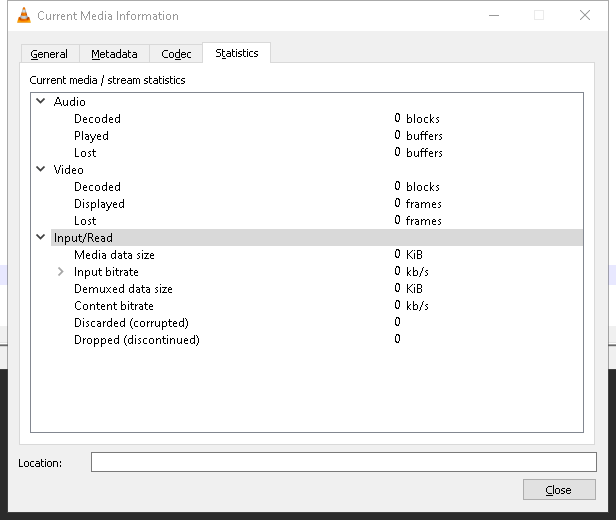 Current Media Information
General Metadata Codec Statistics
Current media / stream statistics
Audio
Decoded 0 blocks
Played 0 buffers
Lost 0 buffers
Video
Decoded 0 blocks
Displayed 0 frames
Lost 0 frames
Input/Read
Media data size 0 KiB
Input bitrate 0 kb/s
Demuxed data size 0 KiB
Content bitrate 0 kb/s
Discarded (corrupted) 0
Dropped (discontinued) 0
Location:
Close